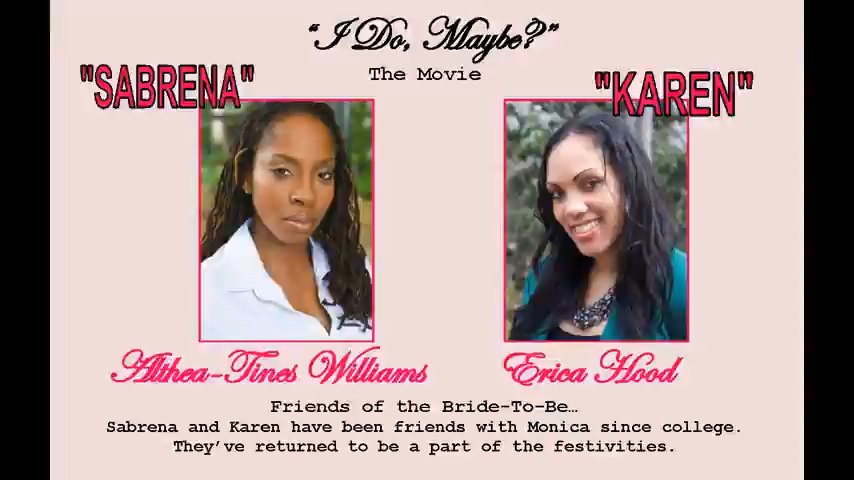 “I Do, Maybe?”
The Movie
"SABRENA"
"KAREN"
Althea-Tines Williams
Erica Hood
Friends of the Bride-To-Be…
Sabrena and Karen have been friends with Monica since college.
They’ve returned to be a part of the festivities.